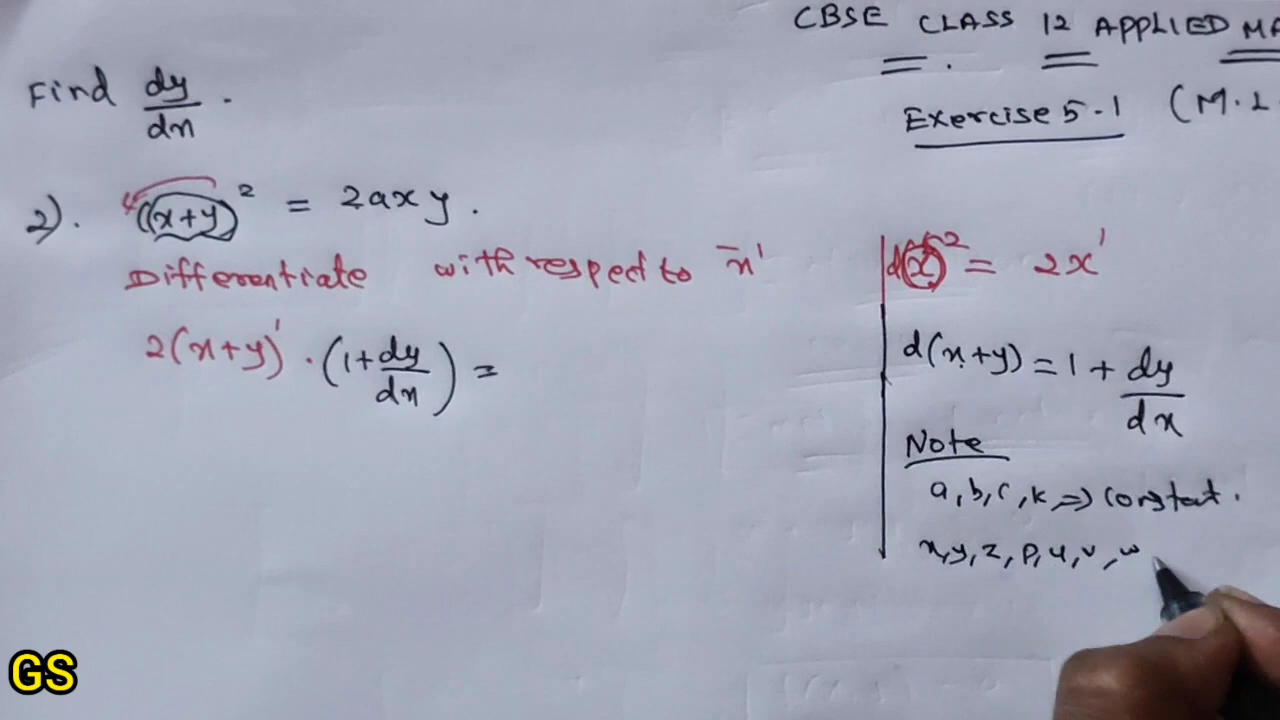 CBSE CLASS 12 APPLIED MA
Exercise 5.1 (M.L
Find dy/dx.
2). (x+y)² = 2axy.
Differentiate with respect to 'x'
2(x+y)¹ · (1+dy/dx) =
d(x)² = 2x¹
d(x+y) = 1 + dy/dx
Note
a, b, c, k, ⇒ constant.
x, y, z, p, u, v, w
GS